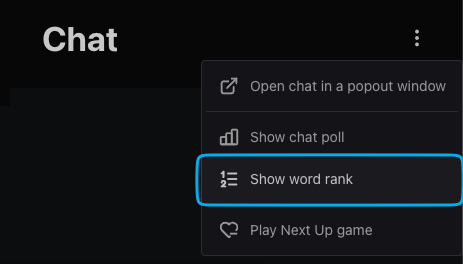 Chat
Open chat in a popout window
Show chat poll
Show word rank
Play Next Up game